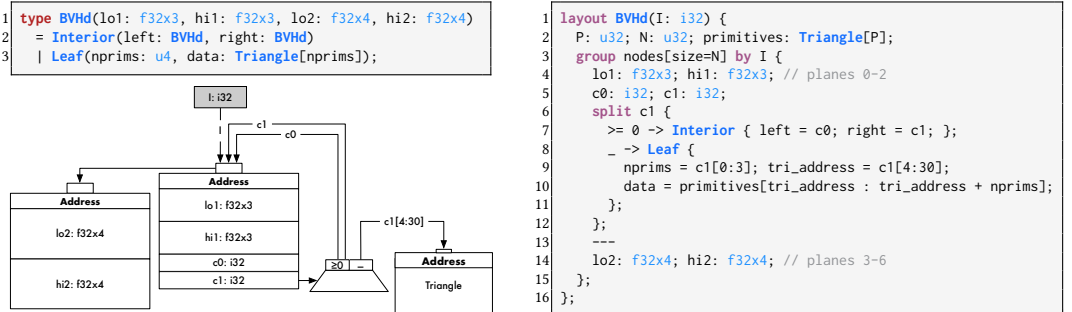 1 type BVHd(lo1: f32x3, hi1: f32x3, lo2: f32x4, hi2: f32x4)
2 = Interior(left: BVHd, right: BVHd)
3 | Leaf(nprims: u4, data: Triangle[nprims]);
I: i32
c1
c0
Address
lo2: f32x4
hi2: f32x4
Address
lo1: f32x3
hi1: f32x3
c0: i32
c1: i32
≥0 _
c1[4:30]
Address
Triangle
1 layout BVHd(I: i32) {
2 P: u32; N: u32; primitives: Triangle[P];
3 group nodes[size=N] by I {
4 lo1: f32x3; hi1: f32x3; // planes 0-2
5 c0: i32; c1: i32;
6 split c1 {
7 >= 0 -> Interior { left = c0; right = c1; };
8 _ -> Leaf {
9 nprims = c1[0:3]; tri_address = c1[4:30];
10 data = primitives[tri_address : tri_address + nprims];
11 };
12 };
13 ---
14 lo2: f32x4; hi2: f32x4; // planes 3-6
15 };
16 };